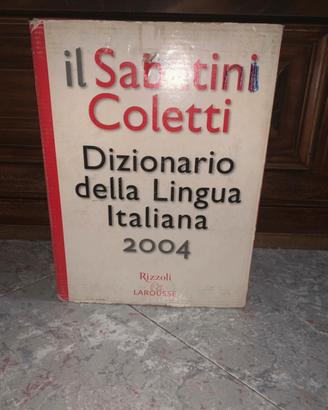 il Sabatini
Coletti
Dizionario
della Lingua
Italiana
2004
Rizzoli
LAROUSSE